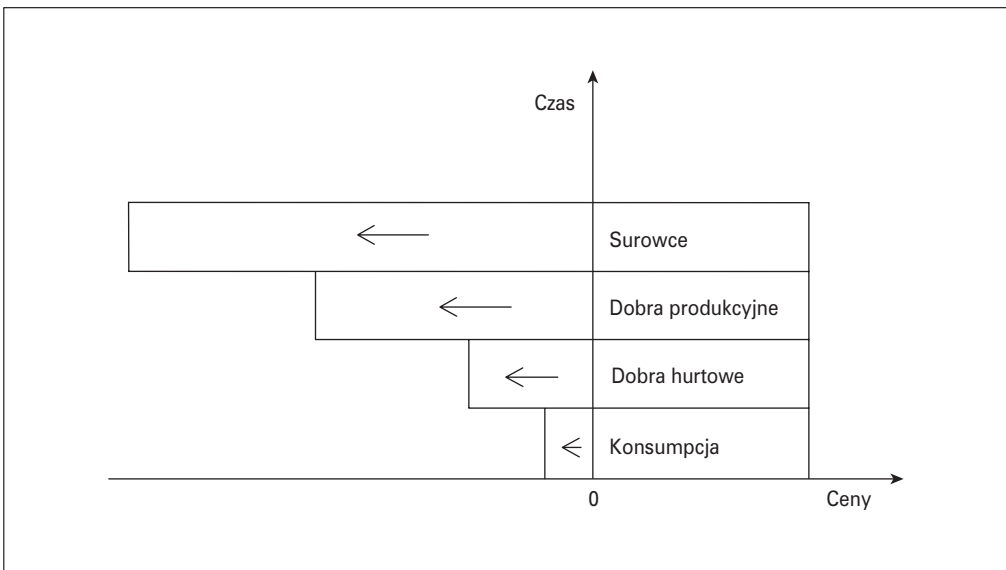 Czas
Surowce
Dobra produkcyjne
Dobra hurtowe
Konsumpcja
0
Ceny